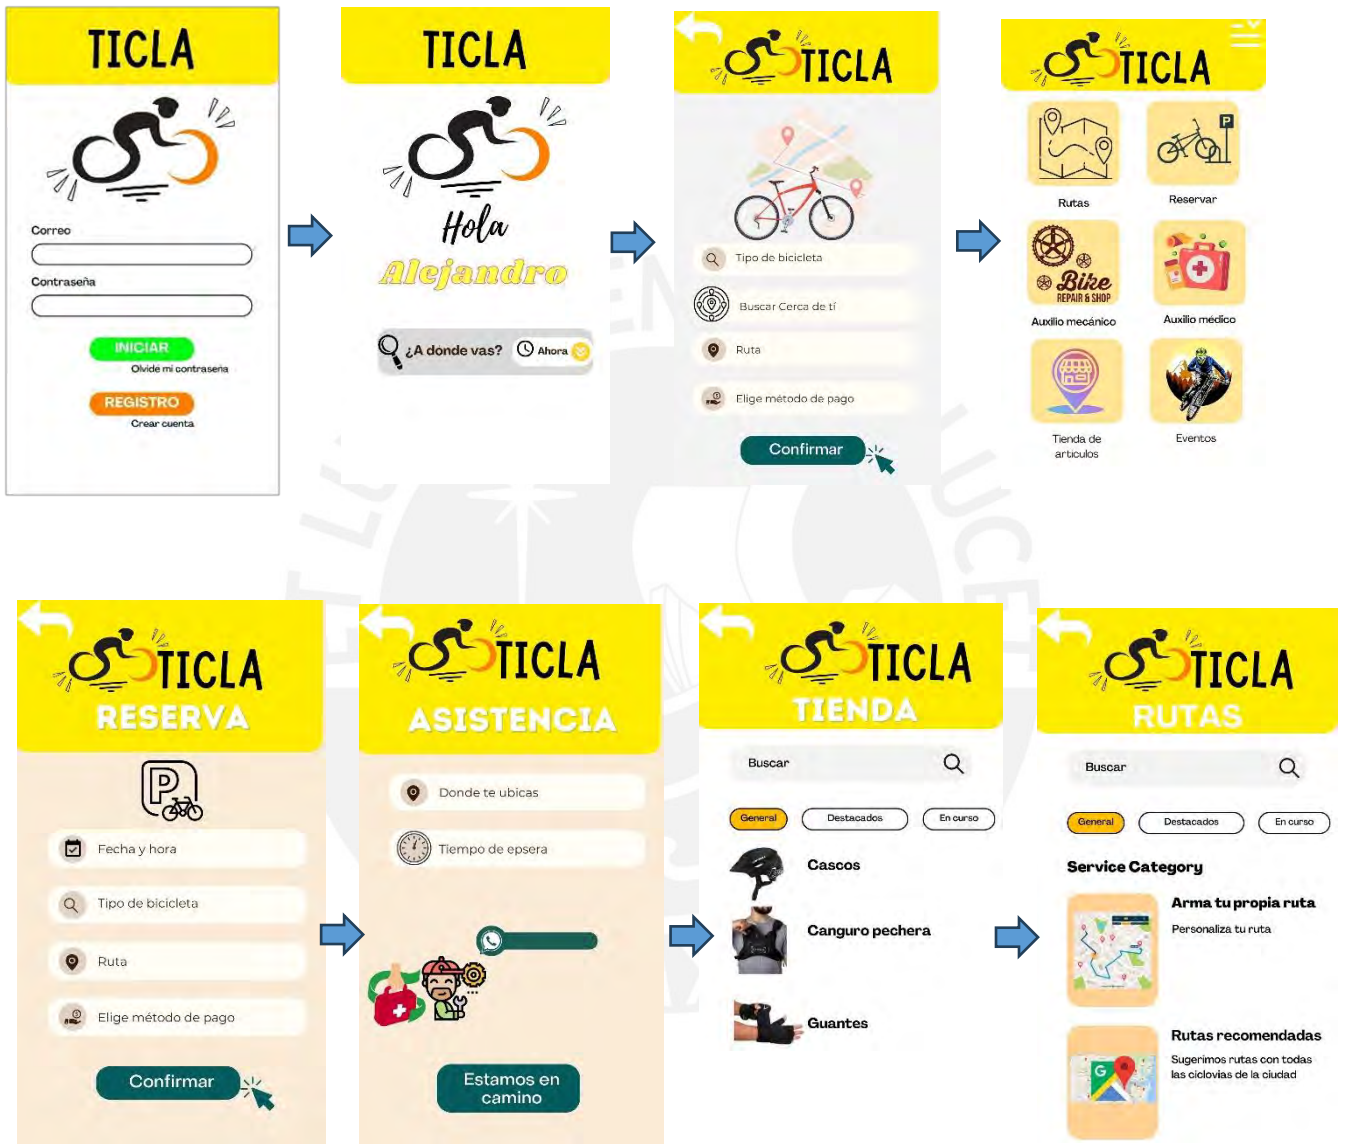 TICLA
Correo
Contraseña
INICIAR
Olvide mi contraseña
REGISTRO
Crear cuenta
TICLA
Hola
Alejandro
¿A donde vas?
Ahora
TICLA
Tipo de bicicleta
Buscar Cerca de tí
Ruta
Elige método de pago
Confirmar
TICLA
P
Rutas
Reservar
Bike
REPAIR & SHOP
Auxilio mecánico
Auxilio médico
Tienda de
articulos
Eventos
TICLA
RESERVA
P
Fecha y hora
Tipo de bicicleta
Ruta
Elige método de pago
Confirmar
TICLA
ASISTENCIA
Donde te ubicas
Tiempo de epsera
Estamos en
camino
TICLA
TIENDA
Buscar
General
Destacados
En curso
Cascos
Canguro pechera
Guantes
TICLA
RUTAS
Buscar
General
Destacados
En curso
Service Category
Arma tu propia ruta
Personaliza tu ruta
G
Rutas recomendadas
Sugerimos rutas con todas
las ciclovias de la ciudad